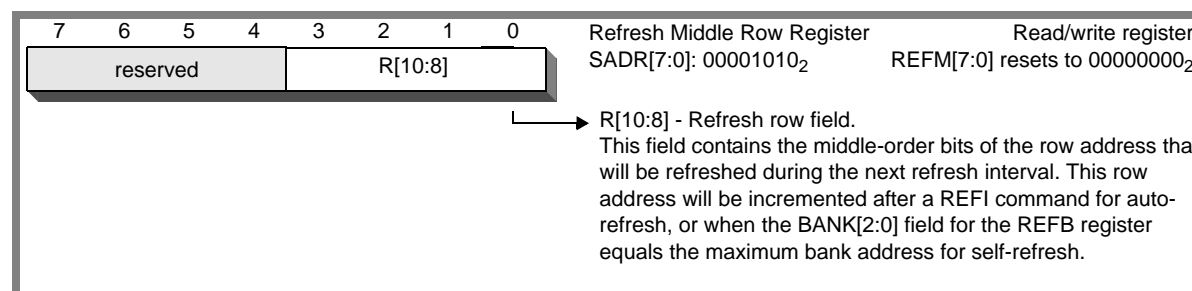 7 6 5 4 3 2 1 0
reserved R[10:8]
Refresh Middle Row Register Read/write register
SADR[7:0]: 00001010₂ REFM[7:0] resets to 00000000₂
R[10:8] - Refresh row field.
This field contains the middle-order bits of the row address tha
will be refreshed during the next refresh interval. This row
address will be incremented after a REFI command for auto-
refresh, or when the BANK[2:0] field for the REFB register
equals the maximum bank address for self-refresh.